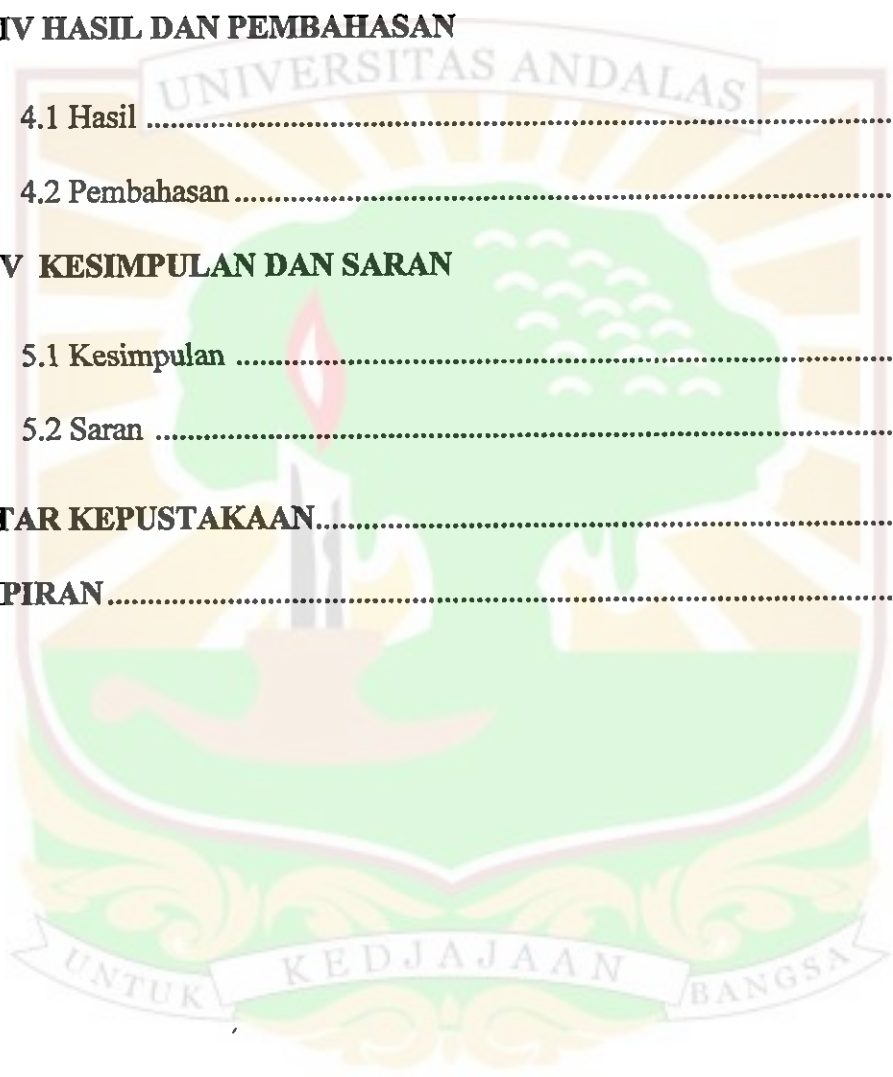 IV HASIL DAN PEMBAHASAN
UNIVERSITAS ANDALAS
4.1 Hasil ....................................................................................................
4.2 Pembahasan ....................................................................................................
V KESIMPULAN DAN SARAN
5.1 Kesimpulan ....................................................................................................
5.2 Saran ....................................................................................................
TAR KEPUSTAKAAN....................................................................................................
PIRAN....................................................................................................
UNTUK KEDJAJAAN BANGSA